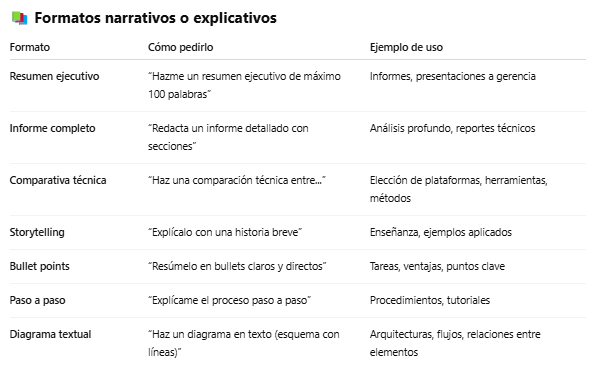 Formatos narrativos o explicativos
Formato Cómo pedirlo Ejemplo de uso
Resumen ejecutivo “Hazme un resumen ejecutivo de máximo Informes, presentaciones a gerencia
100 palabras”
Informe completo “Redacta un informe detallado con Análisis profundo, reportes técnicos
secciones”
Comparativa técnica “Haz una comparación técnica entre...” Elección de plataformas, herramientas,
métodos
Storytelling “Explícalo con una historia breve” Enseñanza, ejemplos aplicados
Bullet points “Resúmelo en bullets claros y directos” Tareas, ventajas, puntos clave
Paso a paso “Explícame el proceso paso a paso” Procedimientos, tutoriales
Diagrama textual “Haz un diagrama en texto (esquema con Arquitecturas, flujos, relaciones entre
líneas)” elementos